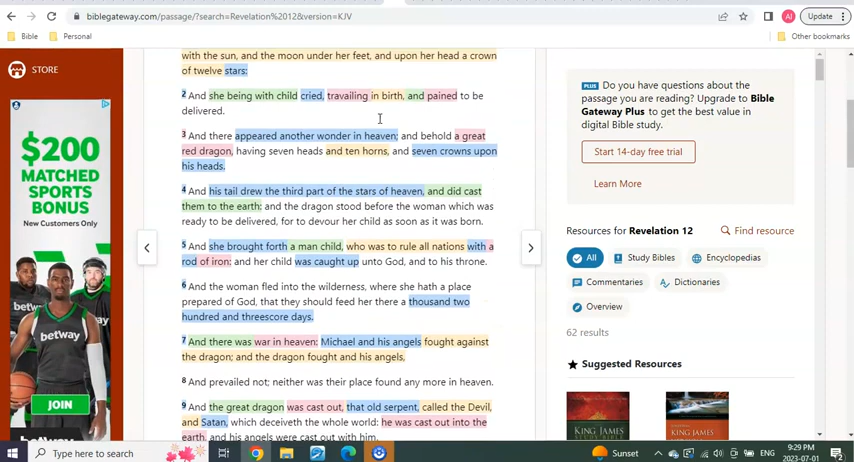 biblegateway.com/passage/?search=Revelation%2012&version=KJV
AI
Update
Bible
Personal
Other bookmarks
STORE
$200
MATCHED
SPORTS
BONUS
New Customers Only
betway
betway
JOIN
betway
with the sun, and the moon under her feet, and upon her head a crown
of twelve stars:
2 And she being with child cried, travailing in birth, and pained to be
delivered.
3 And there appeared another wonder in heaven; and behold a great
red dragon, having seven heads and ten horns, and seven crowns upon
his heads.
4 And his tail drew the third part of the stars of heaven, and did cast
them to the earth: and the dragon stood before the woman which was
ready to be delivered, for to devour her child as soon as it was born.
5 And she brought forth a man child, who was to rule all nations with a
rod of iron: and her child was caught up unto God, and to his throne.
6 And the woman fled into the wilderness, where she hath a place
prepared of God, that they should feed her there a thousand two
hundred and threescore days.
7 And there was war in heaven: Michael and his angels fought against
the dragon; and the dragon fought and his angels,
8 And prevailed not; neither was their place found any more in heaven.
9 And the great dragon was cast out, that old serpent, called the Devil,
and Satan, which deceiveth the whole world: he was cast out into the
earth, and his angels were cast out with him.
PLUS Do you have questions about the
passage you are reading? Upgrade to Bible
Gateway Plus to get the best value in
digital Bible study.
Start 14-day free trial
Learn More
Resources for Revelation 12
Find resource
All
Study Bibles
Encyclopedias
Commentaries
Dictionaries
Overview
62 results
Suggested Resources
KING JAMES
STUDY BIBLE
KING JAMES
Type here to search
Sunset
ENG
9:29 PM
2023-07-01
2